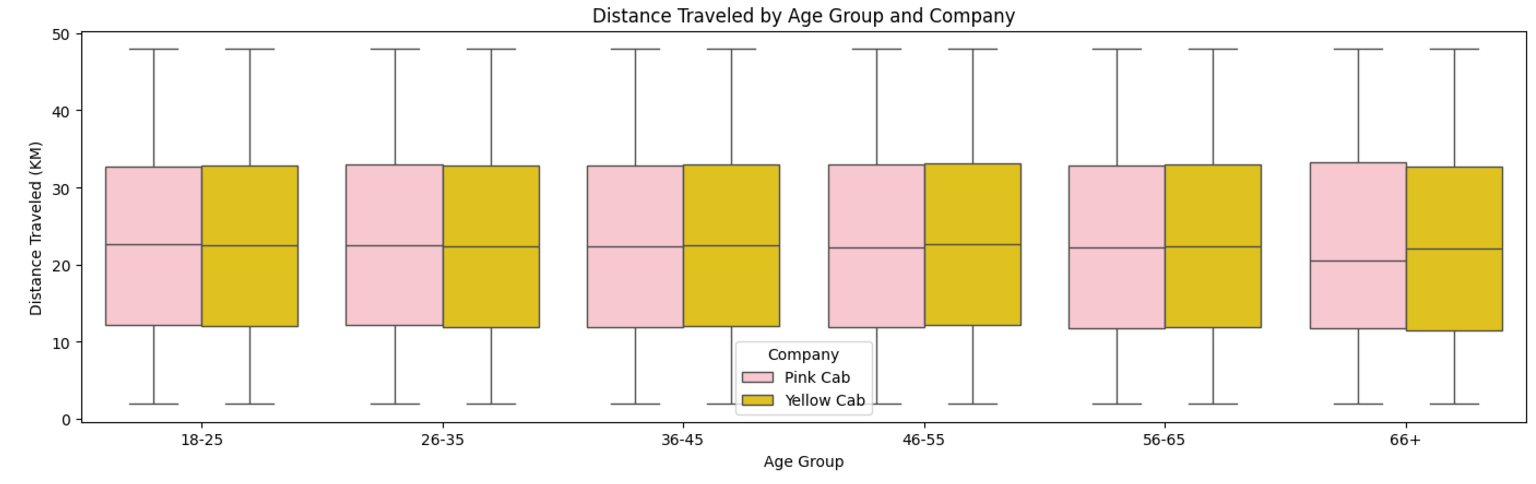 Distance Traveled by Age Group and Company
Distance Traveled (KM)
50
40
30
20
10
0
Company
Pink Cab
Yellow Cab
18-25 26-35 36-45 46-55 56-65 66+
Age Group